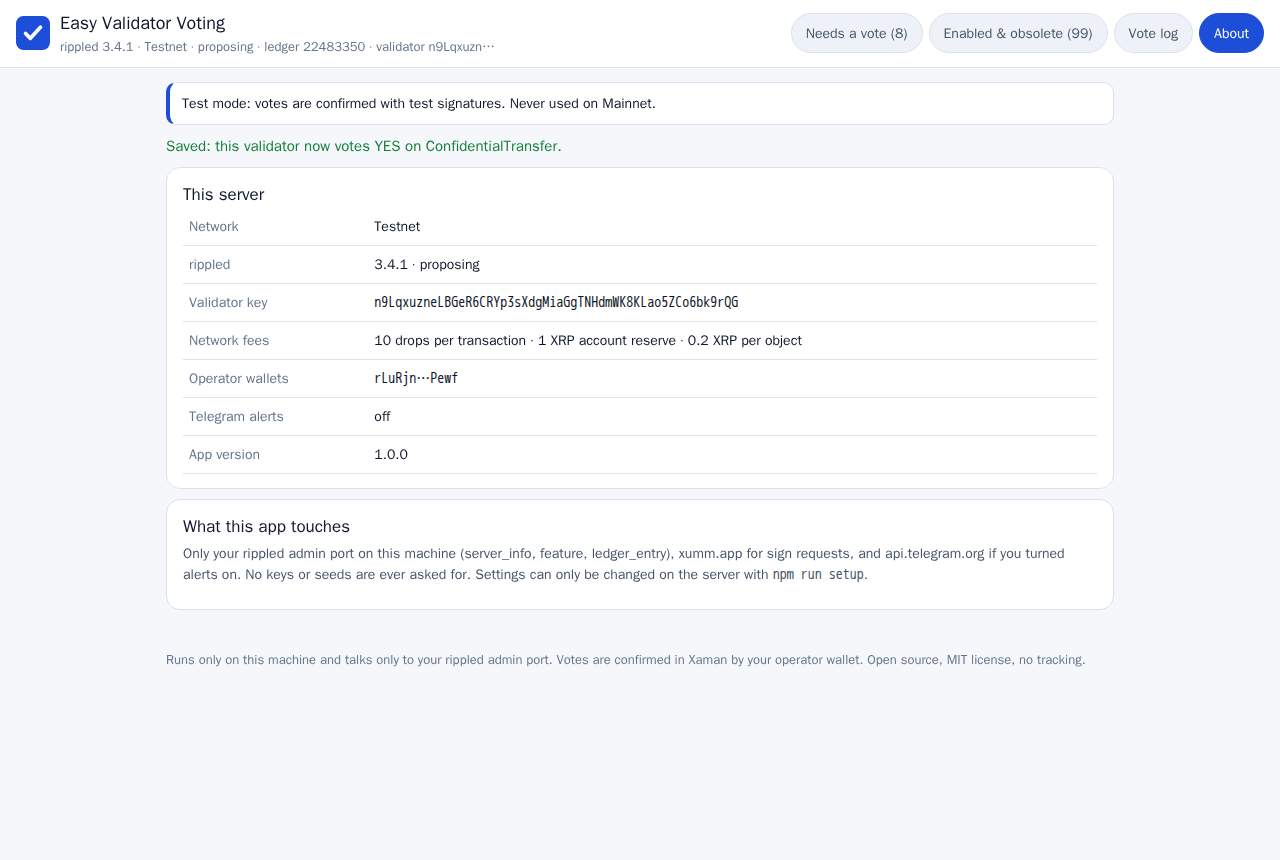 Easy Validator Voting
rippled 3.4.1 · Testnet · proposing · ledger 22483350 · validator n9Lqxuzn···
Needs a vote (8)
Enabled & obsolete (99)
Vote log
About
Test mode: votes are confirmed with test signatures. Never used on Mainnet.
Saved: this validator now votes YES on ConfidentialTransfer.
This server
Network Testnet
rippled 3.4.1 · proposing
Validator key n9LqxuzneLBGeR6CRYp3sXdgMiaGgTNHdmWK8KLao5ZCo6bk9rQG
Network fees 10 drops per transaction · 1 XRP account reserve · 0.2 XRP per object
Operator wallets rLuRjn···Pewf
Telegram alerts off
App version 1.0.0
What this app touches
Only your rippled admin port on this machine (server_info, feature, ledger_entry), xumm.app for sign requests, and api.telegram.org if you turned
alerts on. No keys or seeds are ever asked for. Settings can only be changed on the server with npm run setup.
Runs only on this machine and talks only to your rippled admin port. Votes are confirmed in Xaman by your operator wallet. Open source, MIT license, no tracking.